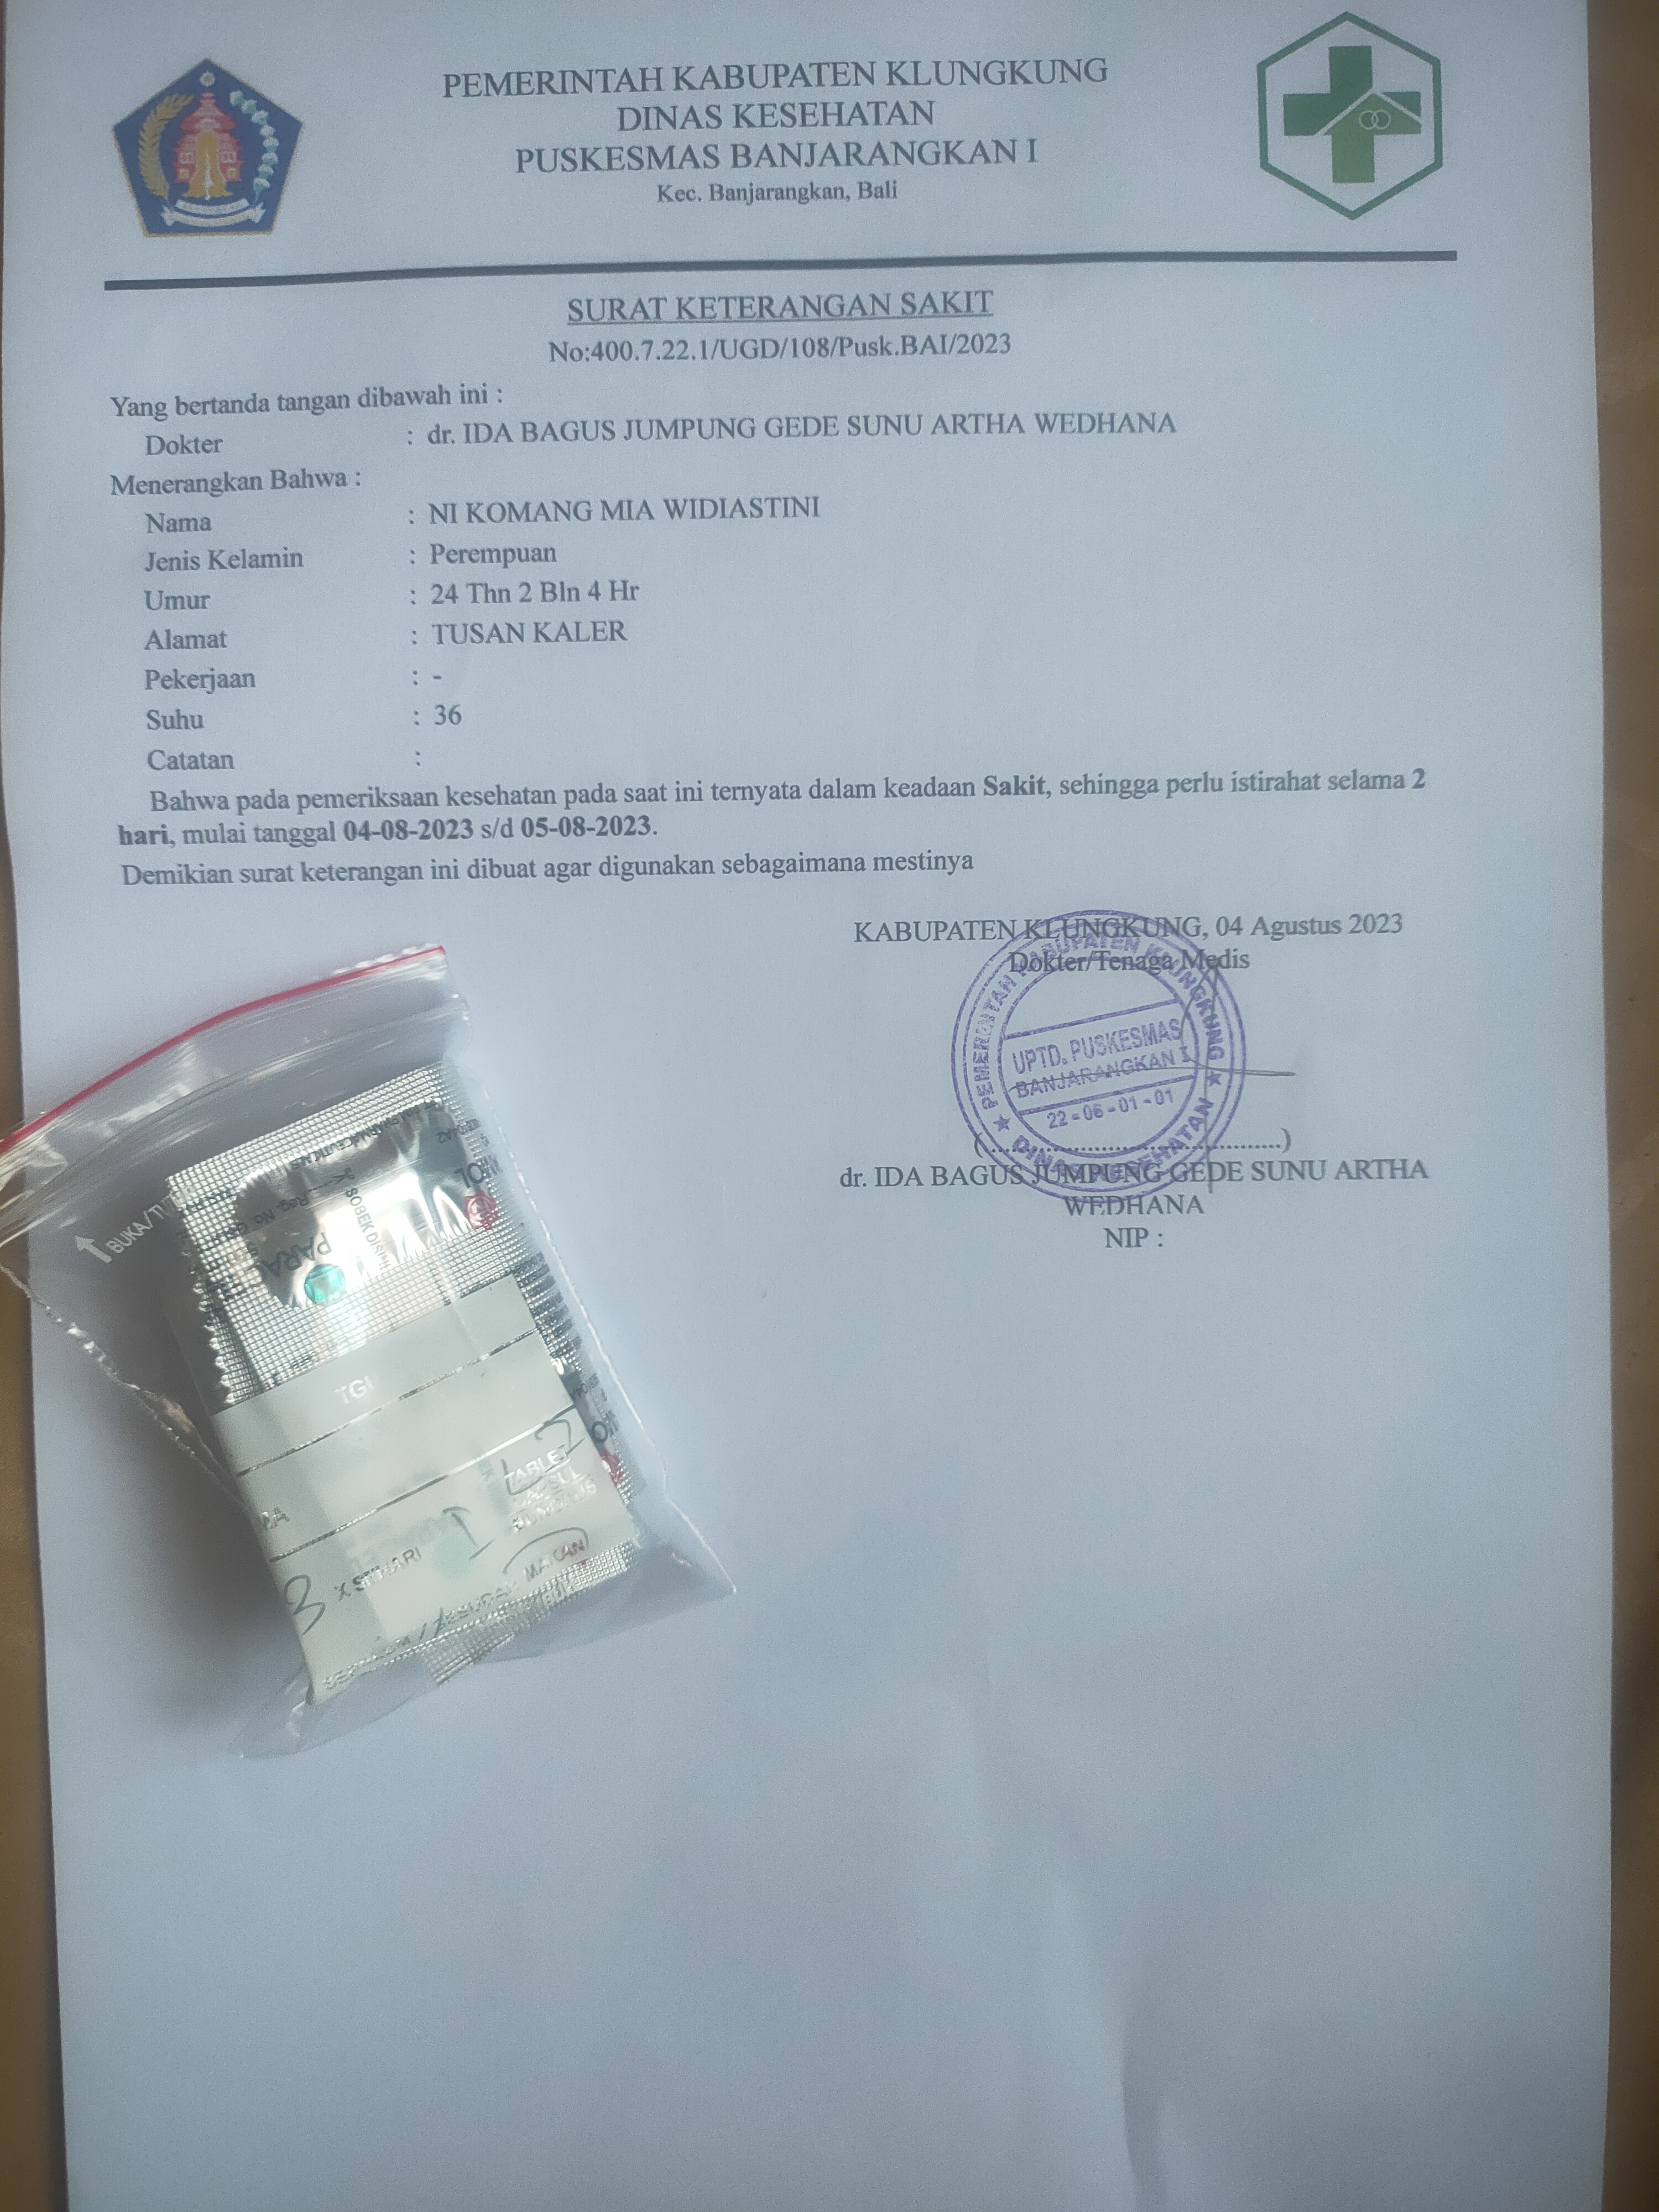 PEMERINTAH KABUPATEN KLUNGKUNG
DINAS KESEHATAN
PUSKESMAS BANJARANGKAN I
Kec. Banjarangkan, Bali
SURAT KETERANGAN SAKIT
No:400.7.22.1/UGD/108/Pusk.BAI/2023
Yang bertanda tangan dibawah ini :
Dokter : dr. IDA BAGUS JUMPUNG GEDE SUNU ARTHA WEDHANA
Menerangkan Bahwa :
Nama : NI KOMANG MIA WIDIASTINI
Jenis Kelamin : Perempuan
Umur : 24 Thn 2 Bln 4 Hr
Alamat : TUSAN KALER
Pekerjaan : -
Suhu : 36
Catatan :
Bahwa pada pemeriksaan kesehatan pada saat ini ternyata dalam keadaan Sakit, sehingga perlu istirahat selama 2
hari, mulai tanggal 04-08-2023 s/d 05-08-2023.
Demikian surat keterangan ini dibuat agar digunakan sebagaimana mestinya
KABUPATEN KLUNGKUNG, 04 Agustus 2023
Dokter/Tenaga Medis
PEMERINTAH KABUPATEN KLUNGKUNG
UPTD. PUSKESMAS
BANJARANGKAN I
22-06-01-01
DINAS KESEHATAN
(....................................)
dr. IDA BAGUS JUMPUNG GEDE SUNU ARTHA
WEDHANA
NIP :
BUKA/
SOBEK DISINI
PARAC
TGl
3 X SEHARI 1 TABLET
MAKAN